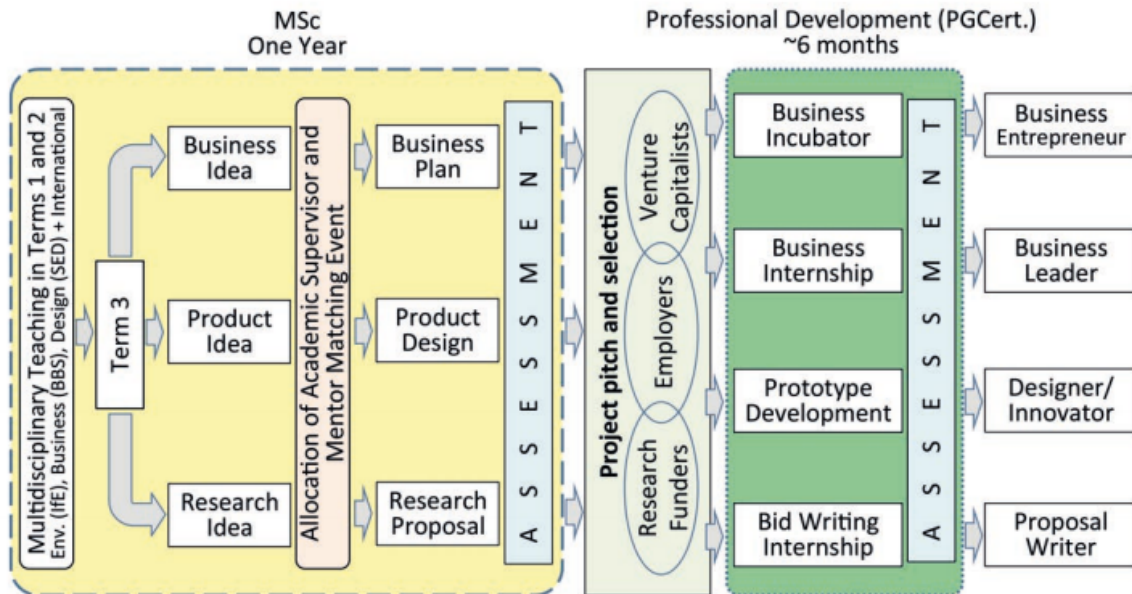 MSc
One Year
Professional Development (PGCert.)
~6 months
Multidisciplinary Teaching in Terms 1 and 2
Env. (IfE), Business (BBS), Design (SED) + International
Term 3
Business
Idea
Product
Idea
Research
Idea
Allocation of Academic Supervisor and
Mentor Matching Event
Business
Plan
Product
Design
Research
Proposal
ASSESSMENT
Project pitch and selection
Venture
Capitalists
Employers
Research
Funders
Business
Incubator
Business
Internship
Prototype
Development
Bid Writing
Internship
ASSESSMENT
Business
Entrepreneur
Business
Leader
Designer/
Innovator
Proposal
Writer